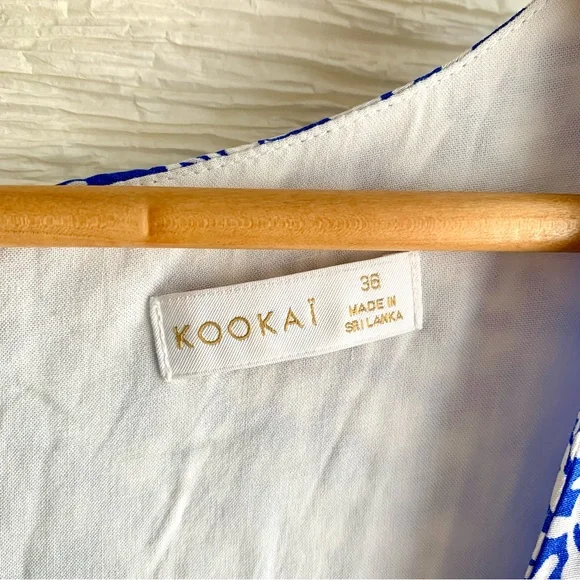 KOOKAÏ
36
MADE IN
SRI LANKA